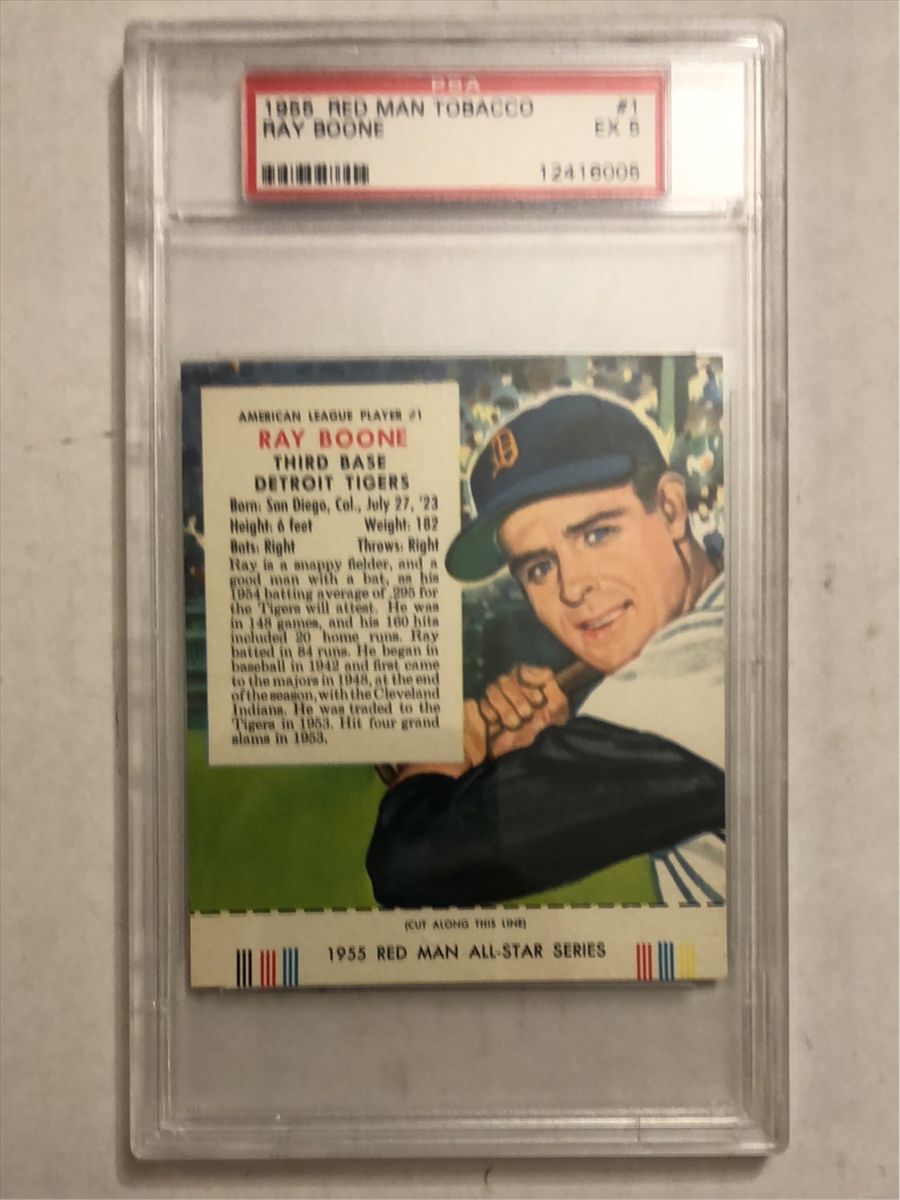 PSA
1955 RED MAN TOBACCO #1
RAY BOONE EX 5
12416005
AMERICAN LEAGUE PLAYER #1
RAY BOONE
THIRD BASE
DETROIT TIGERS
Born: San Diego, Cal., July 27, '23
Height: 6 feet Weight: 182
Bats: Right Throws: Right
Ray is a snappy fielder, and a
good man with a bat, as his
1954 batting average of .295 for
the Tigers will attest. He was
in 148 games, and his 160 hits
included 20 home runs. Ray
batted in 84 runs. He began in
baseball in 1942 and first came
to the majors in 1948, at the end
of the season, with the Cleveland
Indians. He was traded to the
Tigers in 1953. Hit four grand
slams in 1953.
D
(CUT ALONG THIS LINE)
1955 RED MAN ALL-STAR SERIES